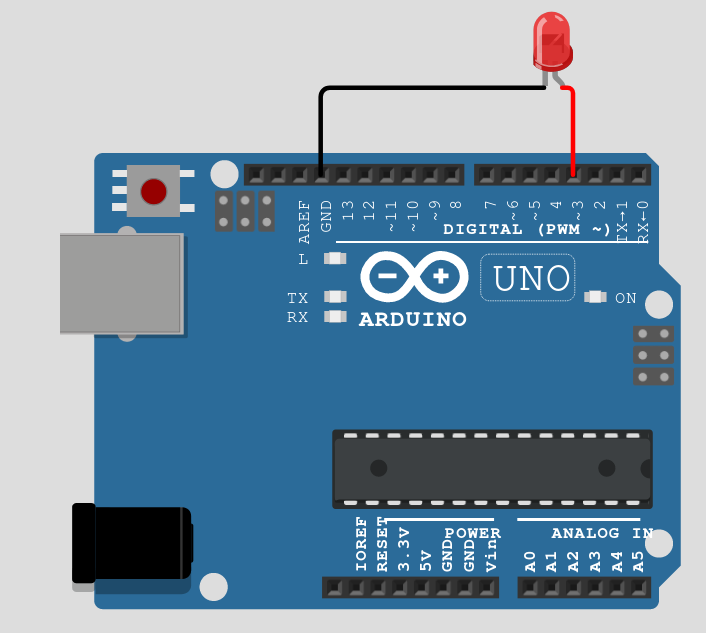 AREF GND 13 12 ~11 ~10 ~9 8 7 ~6 ~5 4 ~3 2 TX→1 RX←0
DIGITAL (PWM ~)
L
TX
RX
UNO
ON
ARDUINO
POWER
ANALOG IN
IOREF RESET 3.3V 5V GND GND Vin A0 A1 A2 A3 A4 A5